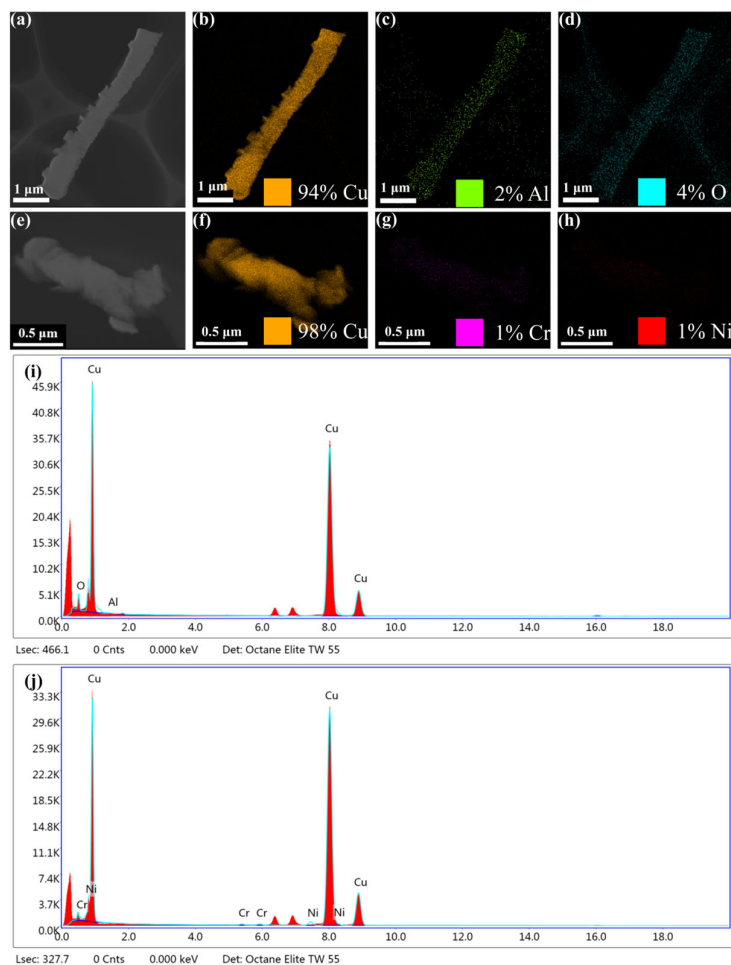 (a) (b) (c) (d)
1 µm 1 µm 94% Cu 1 µm 2% Al 1 µm 4% O
(e) (f) (g) (h)
0.5 µm 0.5 µm 98% Cu 0.5 µm 1% Cr 0.5 µm 1% Ni
(i)
Cu
45.9K
40.8K
Cu
35.7K
30.6K
25.5K
20.4K
15.3K
10.2K
Cu
5.1K
O
Al
0.0K
0.0 2.0 4.0 6.0 8.0 10.0 12.0 14.0 16.0 18.0
Lsec: 466.1 0 Cnts 0.000 keV Det: Octane Elite TW 55
(j)
Cu
Cu
33.3K
29.6K
25.9K
22.2K
18.5K
14.8K
11.1K
7.4K
Cu
Ni
3.7K
Cr
Cr Cr Ni Ni
0.0K
0.0 2.0 4.0 6.0 8.0 10.0 12.0 14.0 16.0 18.0
Lsec: 327.7 0 Cnts 0.000 keV Det: Octane Elite TW 55